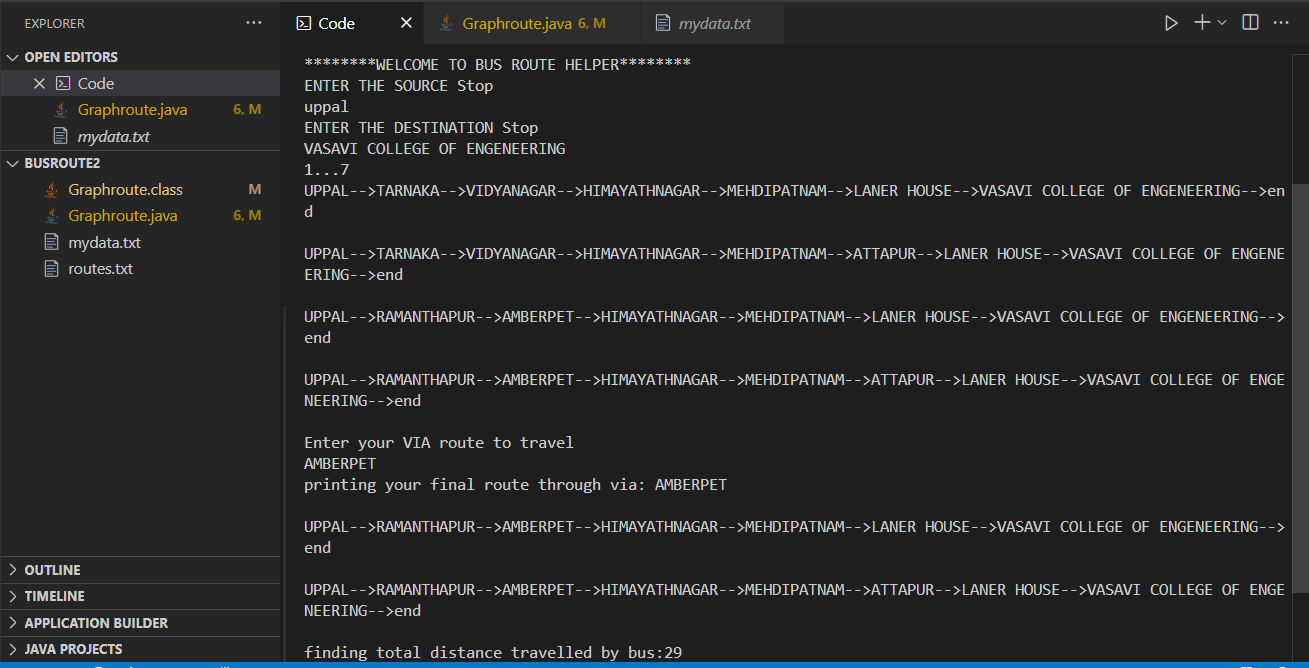 EXPLORER
···
Code
Graphroute.java 6, M
mydata.txt
OPEN EDITORS
Code
Graphroute.java 6, M
mydata.txt
BUSROUTE2
Graphroute.class M
Graphroute.java 6, M
mydata.txt
routes.txt
OUTLINE
TIMELINE
APPLICATION BUILDER
JAVA PROJECTS
********WELCOME TO BUS ROUTE HELPER********
ENTER THE SOURCE Stop
uppal
ENTER THE DESTINATION Stop
VASAVI COLLEGE OF ENGENEERING
1...7
UPPAL-->TARNAKA-->VIDYANAGAR-->HIMAYATHNAGAR-->MEHDIPATNAM-->LANER HOUSE-->VASAVI COLLEGE OF ENGENEERING-->en
d
UPPAL-->TARNAKA-->VIDYANAGAR-->HIMAYATHNAGAR-->MEHDIPATNAM-->ATTAPUR-->LANER HOUSE-->VASAVI COLLEGE OF ENGENE
ERING-->end
UPPAL-->RAMANTHAPUR-->AMBERPET-->HIMAYATHNAGAR-->MEHDIPATNAM-->LANER HOUSE-->VASAVI COLLEGE OF ENGENEERING-->
end
UPPAL-->RAMANTHAPUR-->AMBERPET-->HIMAYATHNAGAR-->MEHDIPATNAM-->ATTAPUR-->LANER HOUSE-->VASAVI COLLEGE OF ENGE
NEERING-->end
Enter your VIA route to travel
AMBERPET
printing your final route through via: AMBERPET
UPPAL-->RAMANTHAPUR-->AMBERPET-->HIMAYATHNAGAR-->MEHDIPATNAM-->LANER HOUSE-->VASAVI COLLEGE OF ENGENEERING-->
end
UPPAL-->RAMANTHAPUR-->AMBERPET-->HIMAYATHNAGAR-->MEHDIPATNAM-->ATTAPUR-->LANER HOUSE-->VASAVI COLLEGE OF ENGE
NEERING-->end
finding total distance travelled by bus:29